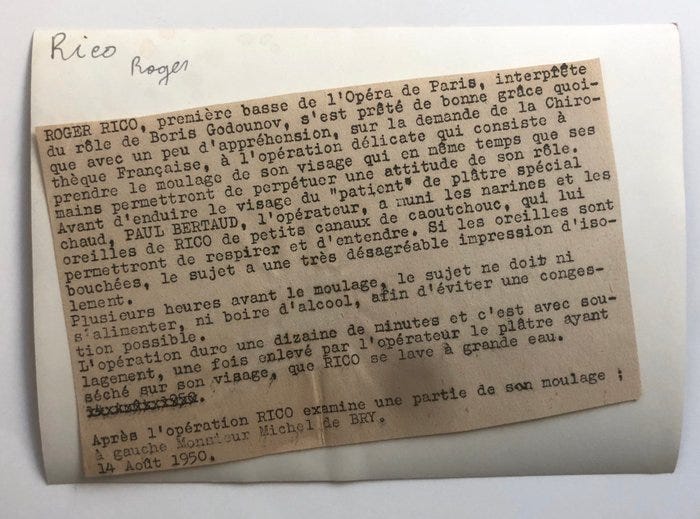 Rico
Roger
ROGER RICO, première basse de l'Opéra de Paris, interprète
du rôle de Boris Godounov, s'est prêté de bonne grâce quoi-
que avec un peu d'appréhension, sur la demande de la Chiro-
thèque Française, à l'opération délicate qui consiste à
prendre le moulage de son visage qui en même temps que ses
mains permettront de perpétuer une attitude de son rôle.
Avant d'enduire le visage du "patient" de plâtre spécial
chaud, PAUL BERTAUD, l'opérateur, a muni les narines et les
oreilles de RICO de petits canaux de caoutchouc, qui lui
permettront de respirer et d'entendre. Si les oreilles sont
bouchées, le sujet a une très désagréable impression d'iso-
lement.
Plusieurs heures avant le moulage, le sujet ne doit ni
s'alimenter, ni boire d'alcool, afin d'éviter une conges-
tion possible.
L'opération dure une dizaine de minutes et c'est avec sou-
lagement, une fois enlevé par l'opérateur le plâtre ayant
séché sur son visage, que RICO se lave à grande eau.
Après l'opération RICO examine une partie de son moulage ;
à gauche Monsieur Michel de BRY.
14 Août 1950.